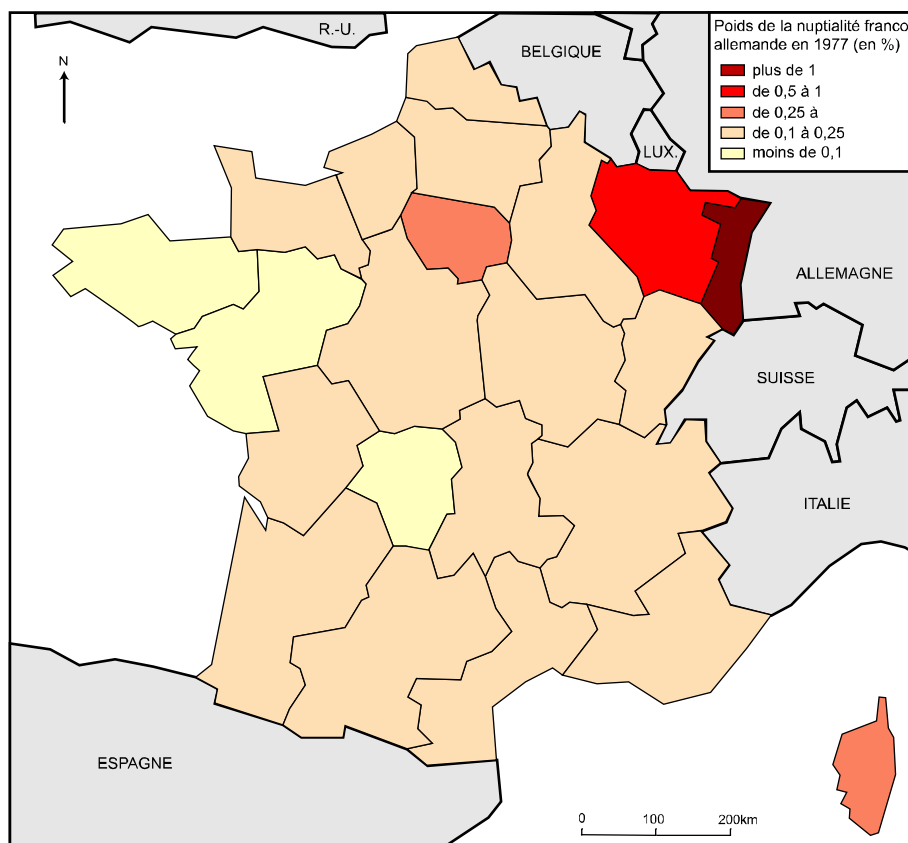 R.-U.
BELGIQUE
Poids de la nuptialité franco
allemande en 1977 (en %)
plus de 1
de 0,5 à 1
de 0,25 à
de 0,1 à 0,25
moins de 0,1
N
LUX.
ALLEMAGNE
SUISSE
ITALIE
ESPAGNE
0 100 200km